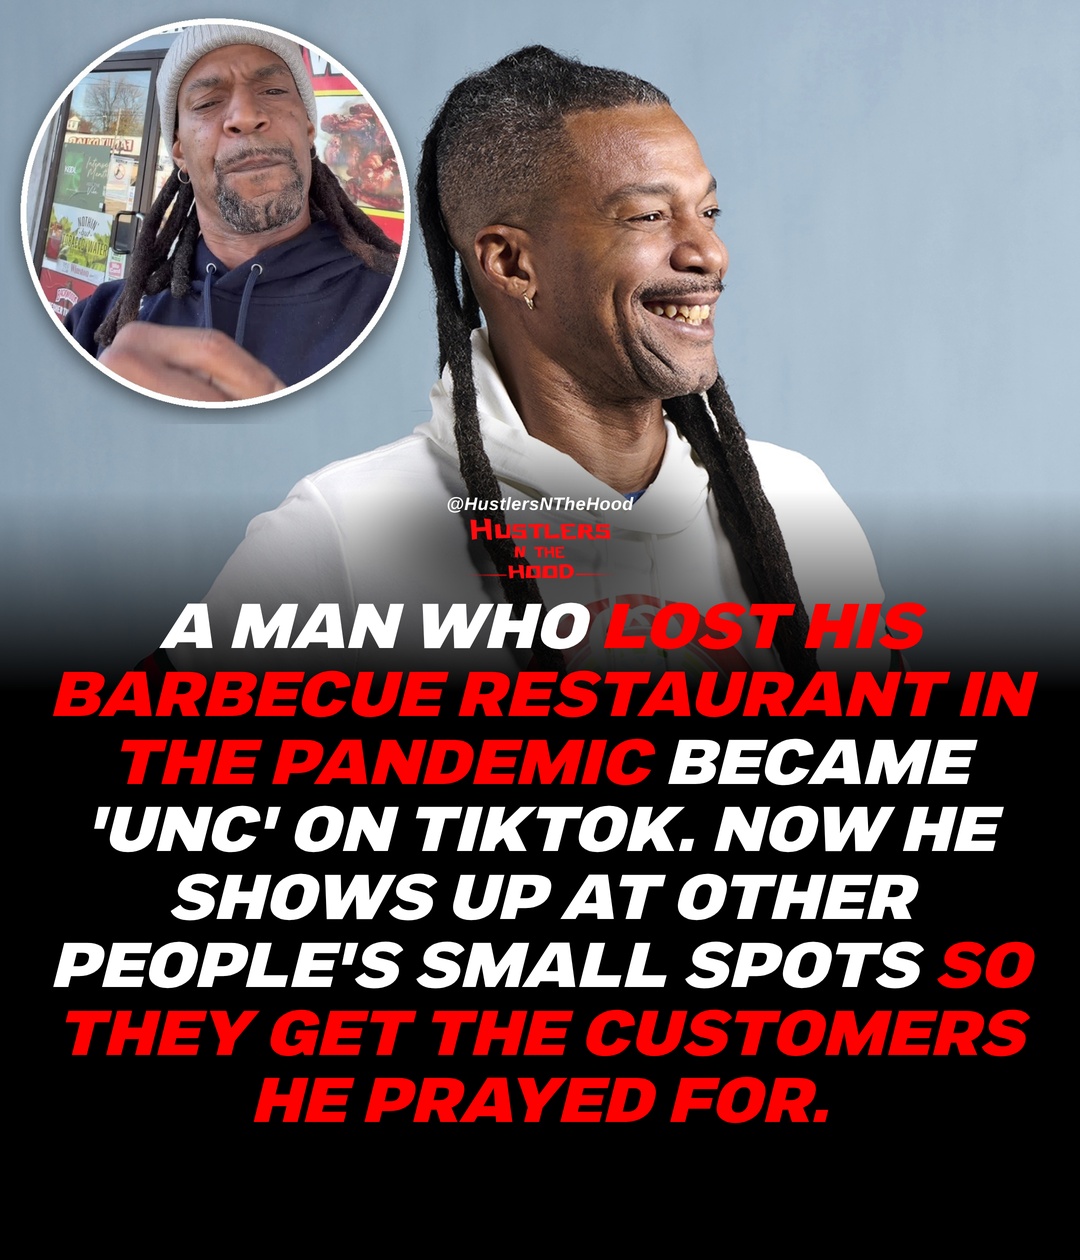 @HustlersNTheHood
HUSTLERS
N THE
HOOD
A MAN WHO LOST HIS
BARBECUE RESTAURANT IN
THE PANDEMIC BECAME
'UNC' ON TIKTOK. NOW HE
SHOWS UP AT OTHER
PEOPLE'S SMALL SPOTS SO
THEY GET THE CUSTOMERS
HE PRAYED FOR.